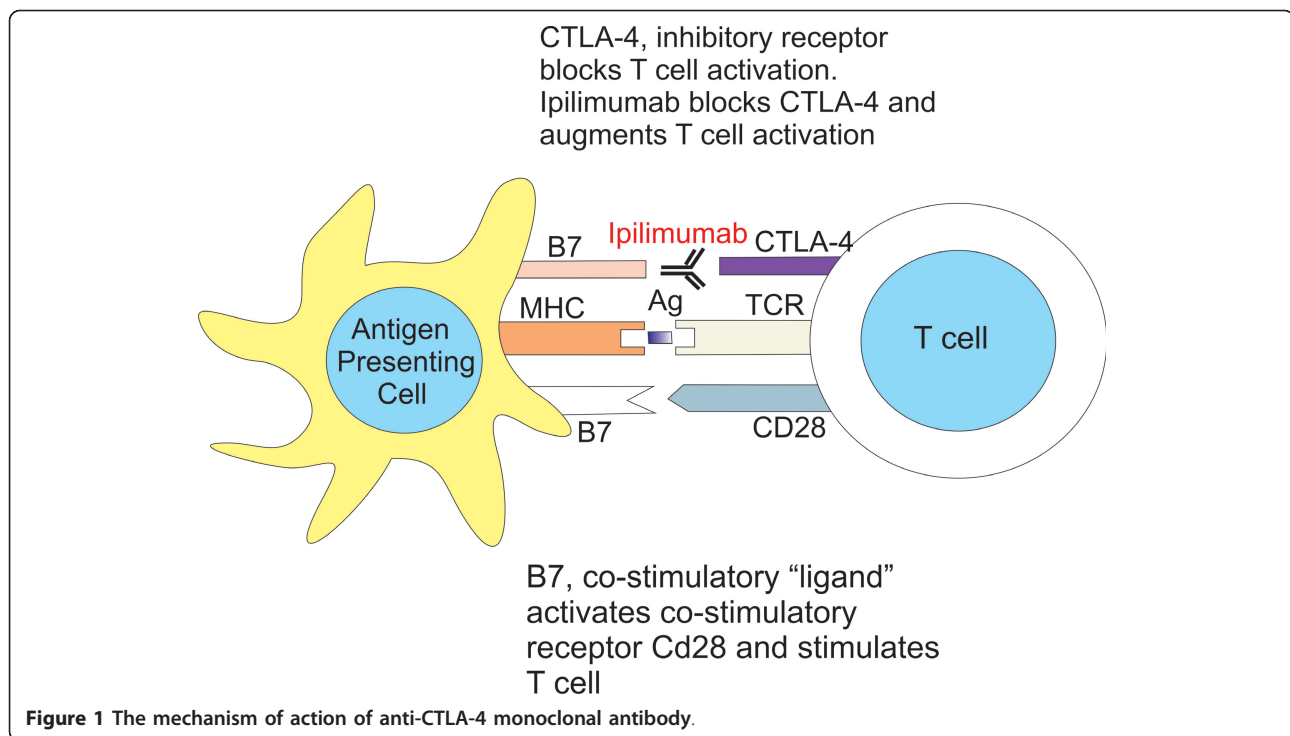 CTLA-4, inhibitory receptor
blocks T cell activation.
Ipilimumab blocks CTLA-4 and
augments T cell activation
Ipilimumab
B7
CTLA-4
MHC
Ag
TCR
Antigen
Presenting
Cell
T cell
B7
CD28
B7, co-stimulatory “ligand”
activates co-stimulatory
receptor Cd28 and stimulates
T cell
Figure 1 The mechanism of action of anti-CTLA-4 monoclonal antibody.